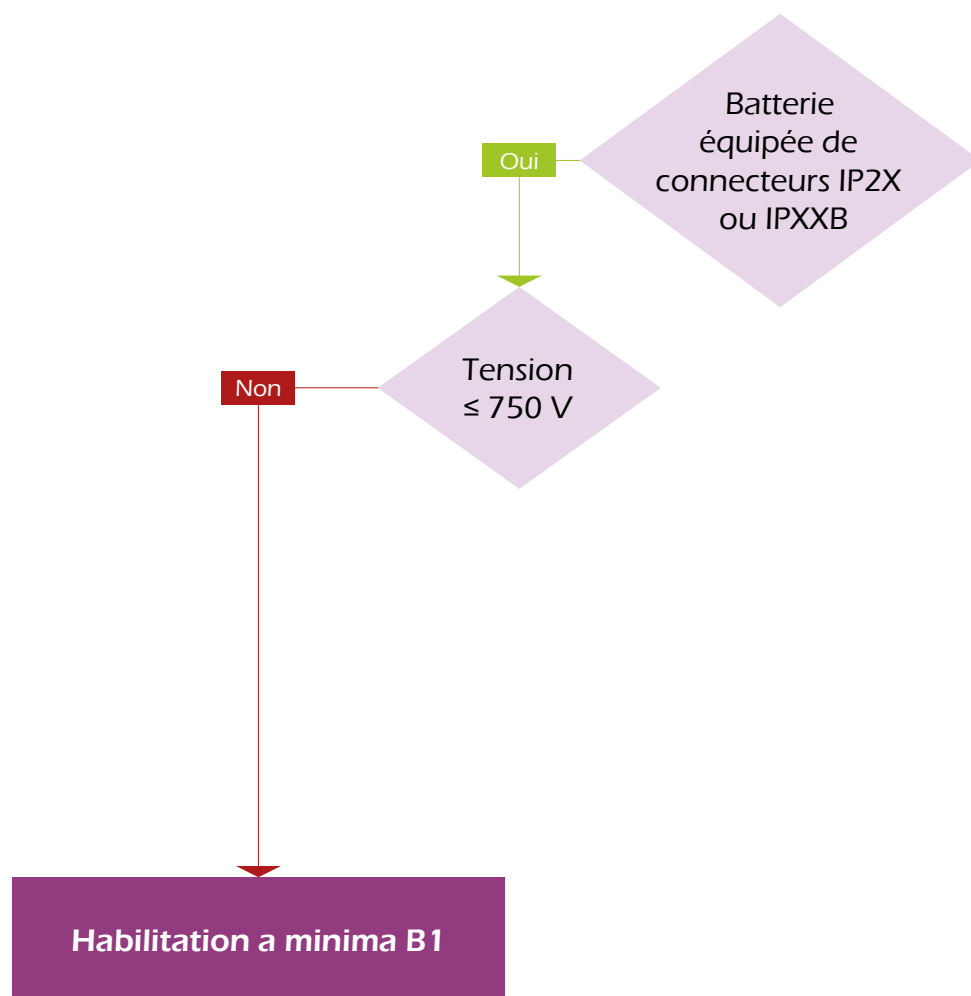 Batterie
équipée de
connecteurs IP2X
ou IPXXB
Oui
Tension
≤ 750 V
Non
Habilitation a minima B1